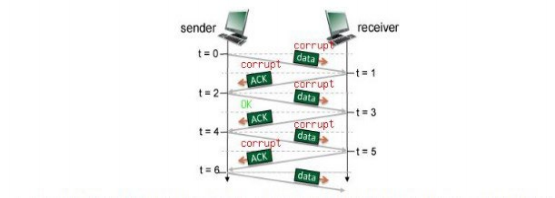 sender receiver
corrupt
t = 0 data
corrupt t = 1
ACK corrupt
t = 2 data
OK
ACK t = 3
corrupt
t = 4 data
corrupt
ACK t = 5
t = 6
data